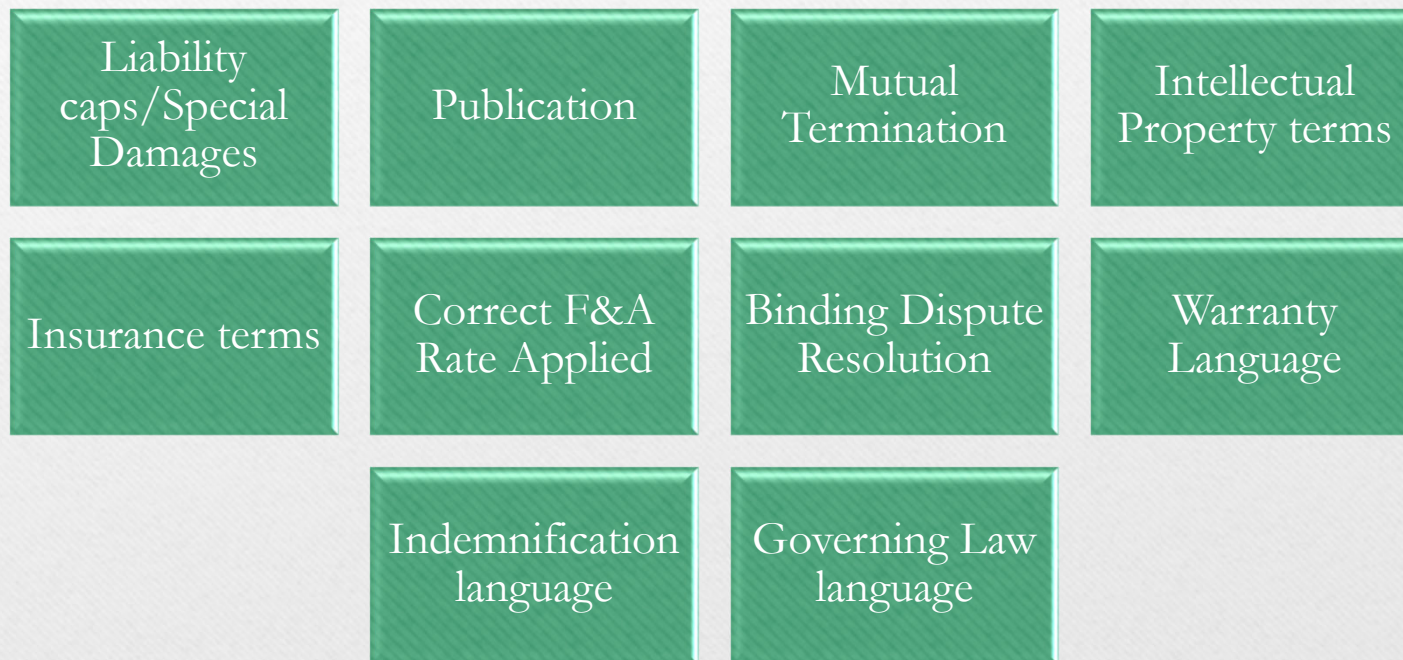 Liability
caps/Special
Damages
Publication
Mutual
Termination
Intellectual
Property terms
Insurance terms
Correct F&A
Rate Applied
Binding Dispute
Resolution
Warranty
Language
Indemnification
language
Governing Law
language